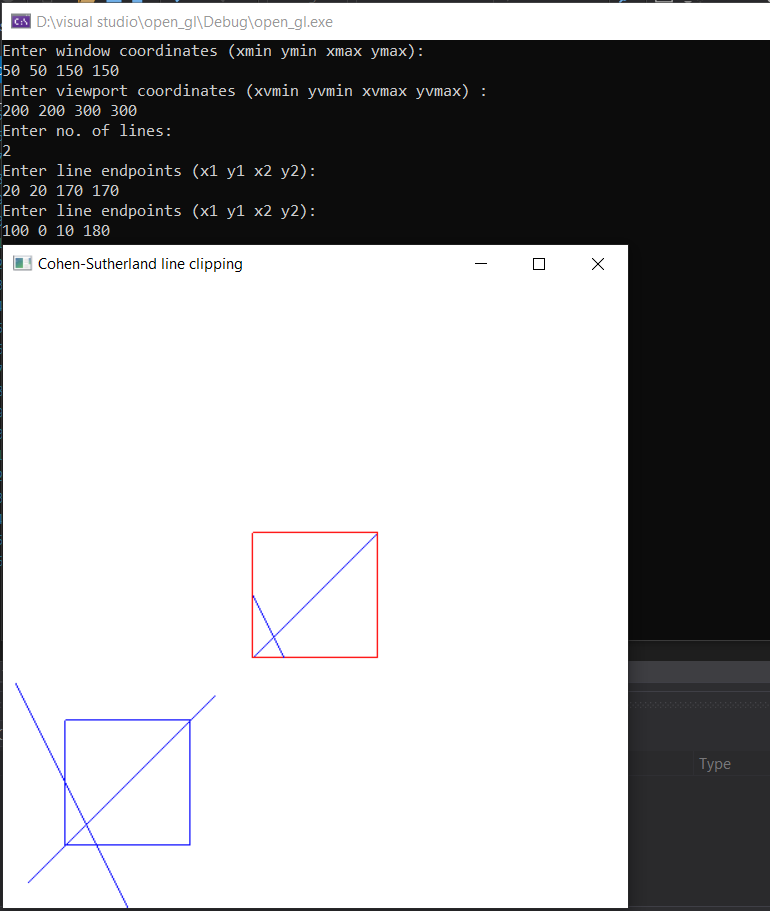 D:\visual studio\open_gl\Debug\open_gl.exe
Enter window coordinates (xmin ymin xmax ymax):
50 50 150 150
Enter viewport coordinates (xvmin yvmin xvmax yvmax) :
200 200 300 300
Enter no. of lines:
2
Enter line endpoints (x1 y1 x2 y2):
20 20 170 170
Enter line endpoints (x1 y1 x2 y2):
100 0 10 180
Cohen-Sutherland line clipping
Type